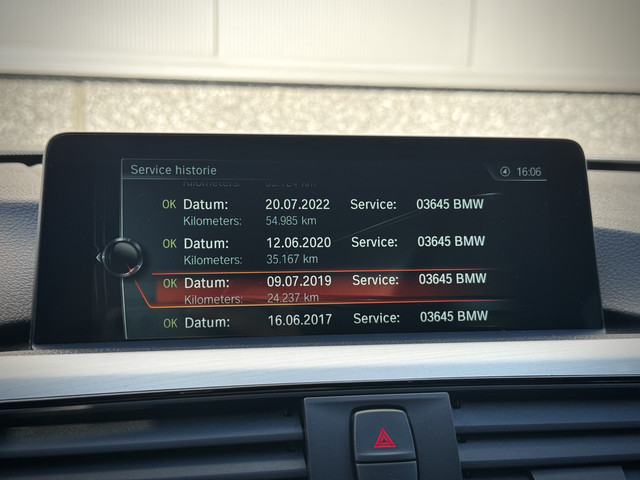 Service historie 16:06
Kilometers:
OK Datum: 20.07.2022 Service: 03645 BMW
Kilometers: 54.985 km
OK Datum: 12.06.2020 Service: 03645 BMW
Kilometers: 35.167 km
OK Datum: 09.07.2019 Service: 03645 BMW
Kilometers: 24.237 km
OK Datum: 16.06.2017 Service: 03645 BMW